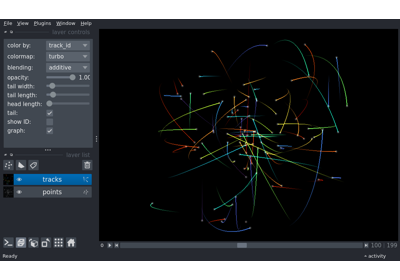 File View Plugins Window Help
layer controls
color by: track_id
colormap: turbo
blending: additive
opacity: 1.00
tail width:
tail length:
head length:
tail:
show ID:
graph:
layer list
tracks
points
0
100 199
Ready
activity